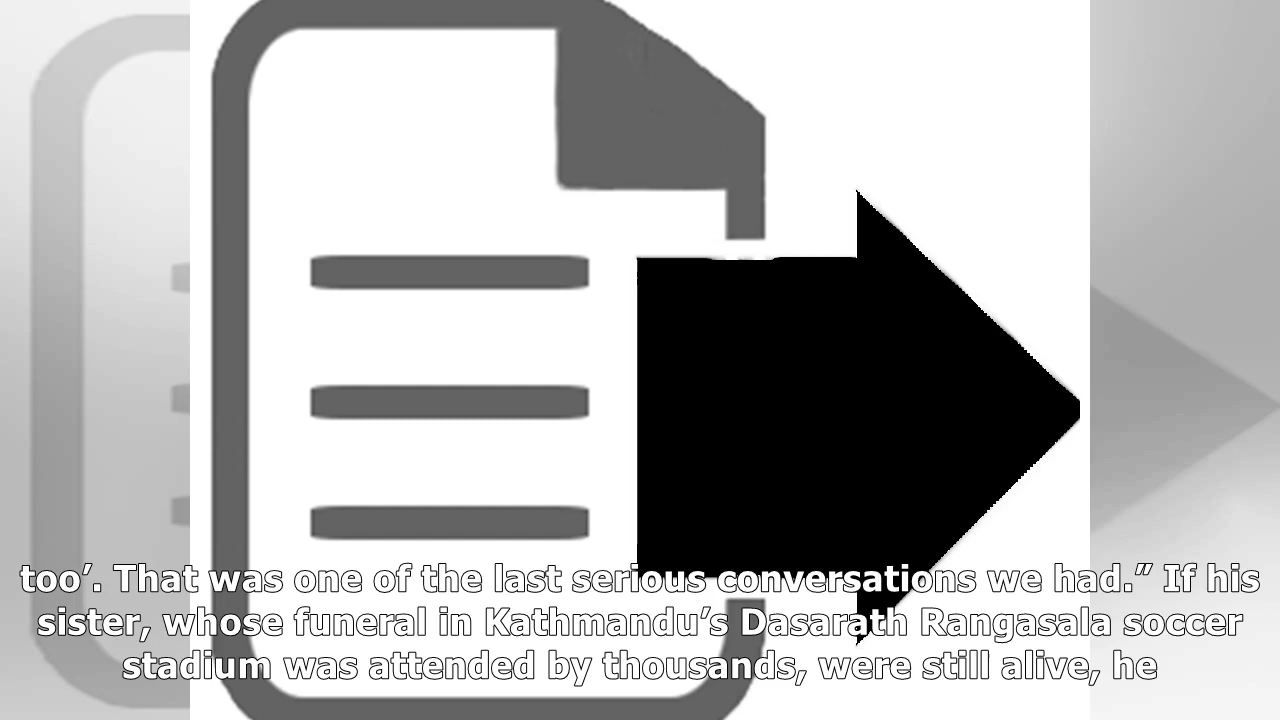 too’. That was one of the last serious conversations we had.” If his
sister, whose funeral in Kathmandu’s Dasarath Rangasala soccer
stadium was attended by thousands, were still alive, he